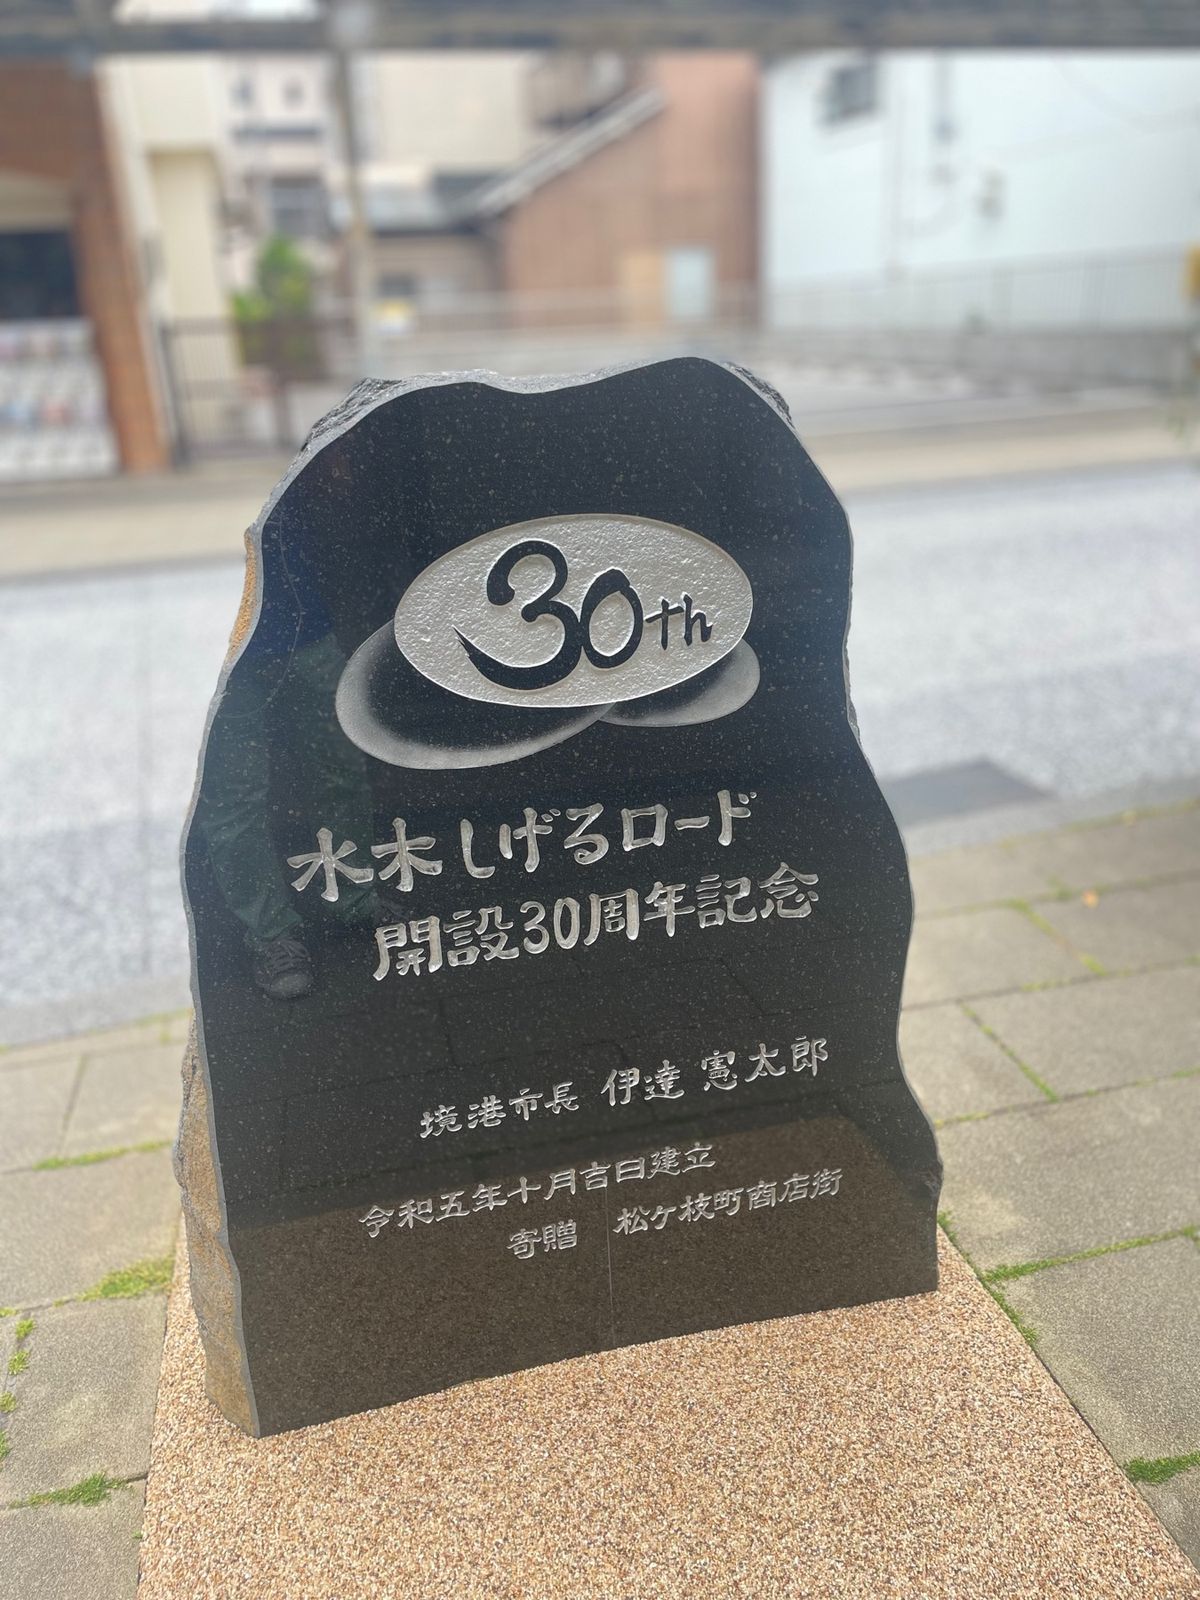 30th
水木しげるロード
開設30周年記念
境港市長 伊達 憲太郎
令和五年十月吉日建立
寄贈 松ケ枝町商店街